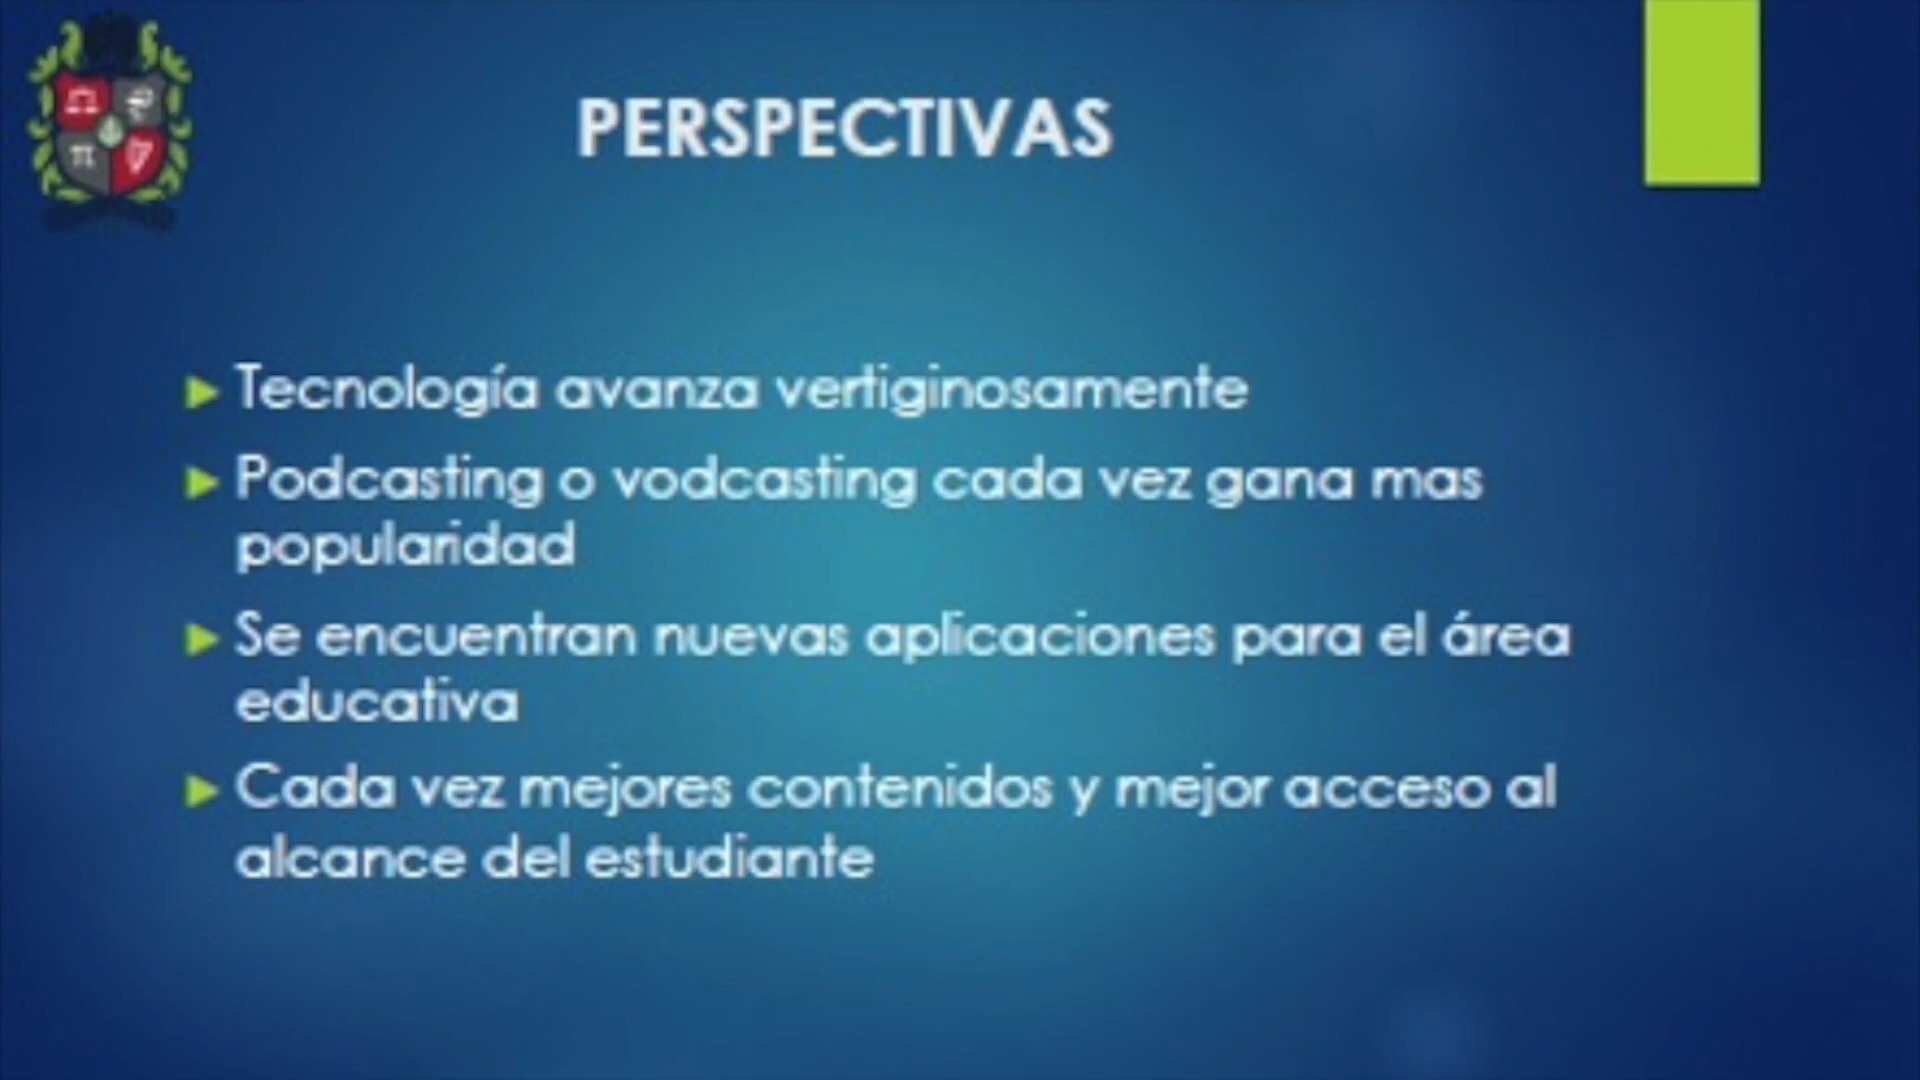 PERSPECTIVAS
Tecnología avanza vertiginosamente
Podcasting o vodcasting cada vez gana mas
popularidad
Se encuentran nuevas aplicaciones para el área
educativa
Cada vez mejores contenidos y mejor acceso al
alcance del estudiante